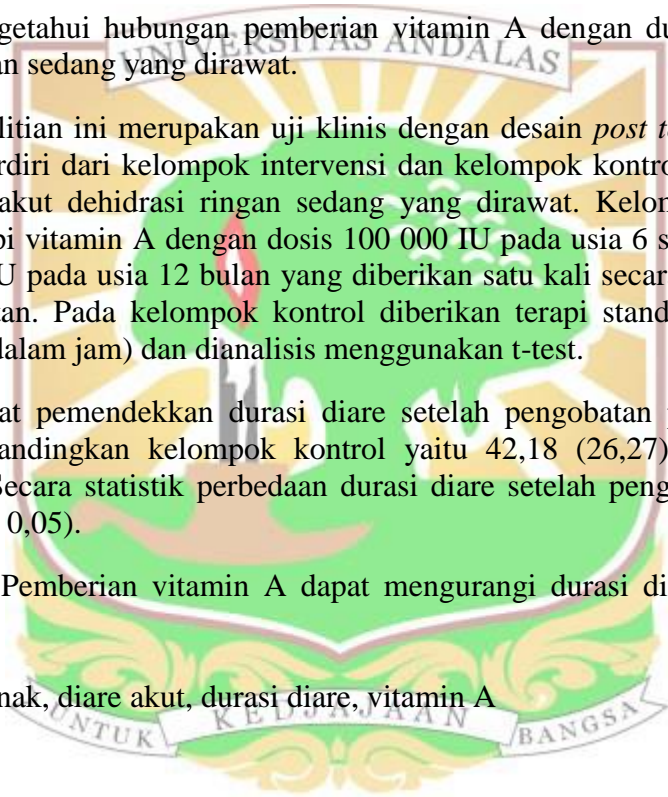 getahui hubungan pemberian vitamin A dengan du
an sedang yang dirawat.
UNIVERSITAS ANDALAS
litian ini merupakan uji klinis dengan desain post te
rdiri dari kelompok intervensi dan kelompok kontro
akut dehidrasi ringan sedang yang dirawat. Kelom
pi vitamin A dengan dosis 100 000 IU pada usia 6 s
U pada usia 12 bulan yang diberikan satu kali secar
tan. Pada kelompok kontrol diberikan terapi stand
dalam jam) dan dianalisis menggunakan t-test.
at pemendekkan durasi diare setelah pengobatan
andingkan kelompok kontrol yaitu 42,18 (26,27)
Secara statistik perbedaan durasi diare setelah peng
0,05).
Pemberian vitamin A dapat mengurangi durasi di
nak, diare akut, durasi diare, vitamin A
UNTUK KEDJAJAAN BANGSA